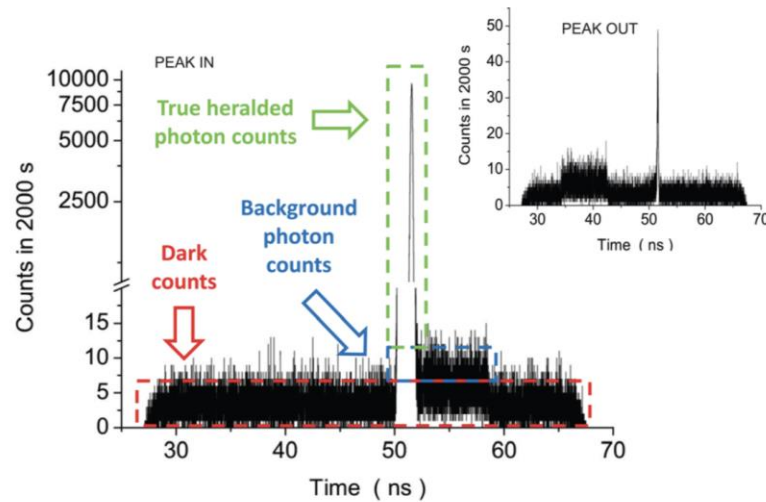 PEAK IN
10000
7500
5000
2500
15
10
5
0
Counts in 2000 s
30
40
50
60
70
Time ( ns )
True heralded
photon counts
Background
photon
counts
Dark
counts
PEAK OUT
50
40
30
20
10
0
Counts in 2000 s
30
40
50
60
70
Time ( ns )